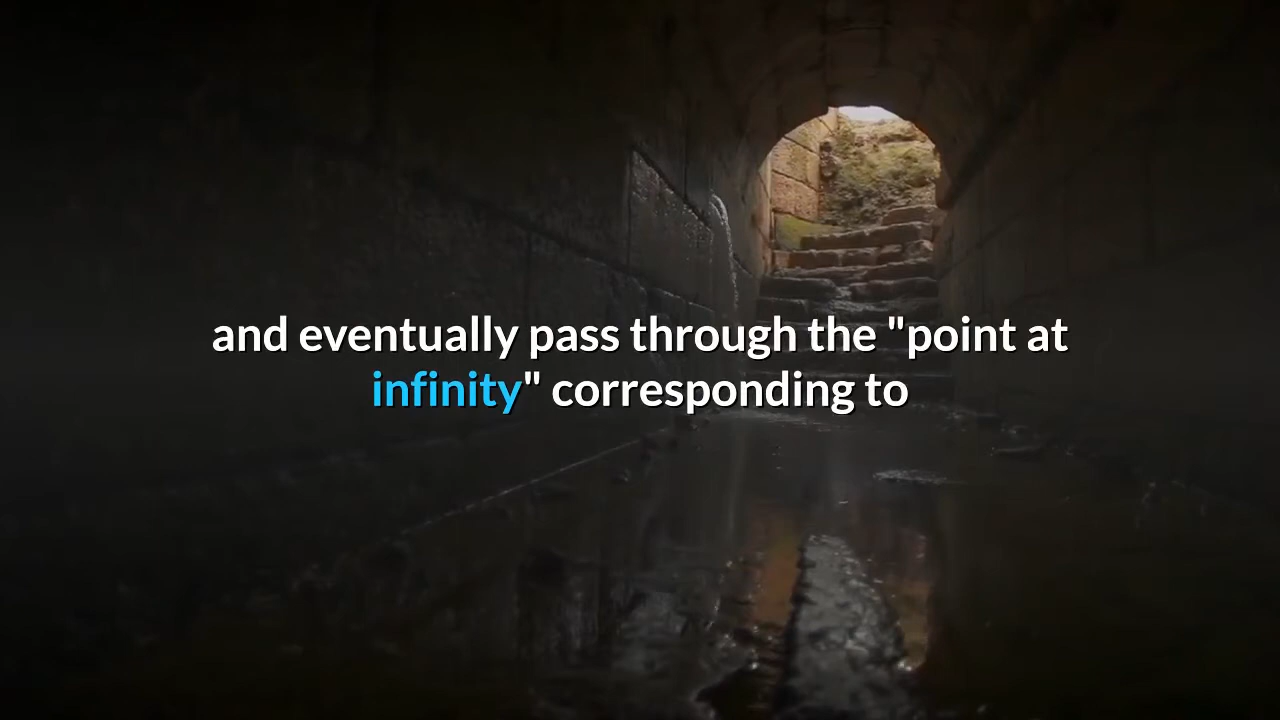 and eventually pass through the "point at
infinity" corresponding to